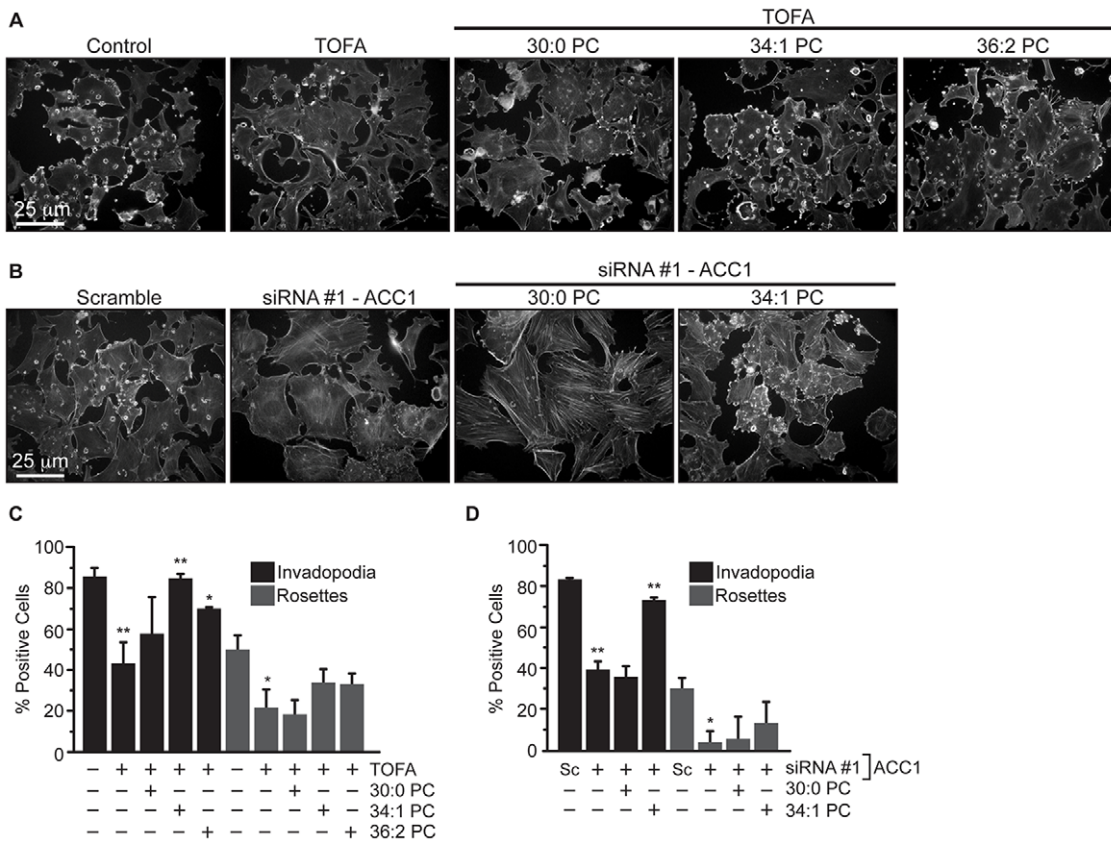 A
TOFA
Control TOFA 30:0 PC 34:1 PC 36:2 PC
25 μm
B
siRNA #1 - ACC1
Scramble siRNA #1 - ACC1 30:0 PC 34:1 PC
25 μm
C
% Positive Cells
100
80
60
40
20
0
** * ** * 
Invadopodia
Rosettes
− + + + + − + + + + TOFA
− − + − − − − + − − 30:0 PC
− − − + − − − − + − 34:1 PC
− − − − + − − − − + 36:2 PC
D
% Positive Cells
100
80
60
40
20
0
** ** *
Invadopodia
Rosettes
Sc + + + Sc + + + siRNA #1 ] ACC1
− − + − − − + − 30:0 PC
− − − + − − − + 34:1 PC